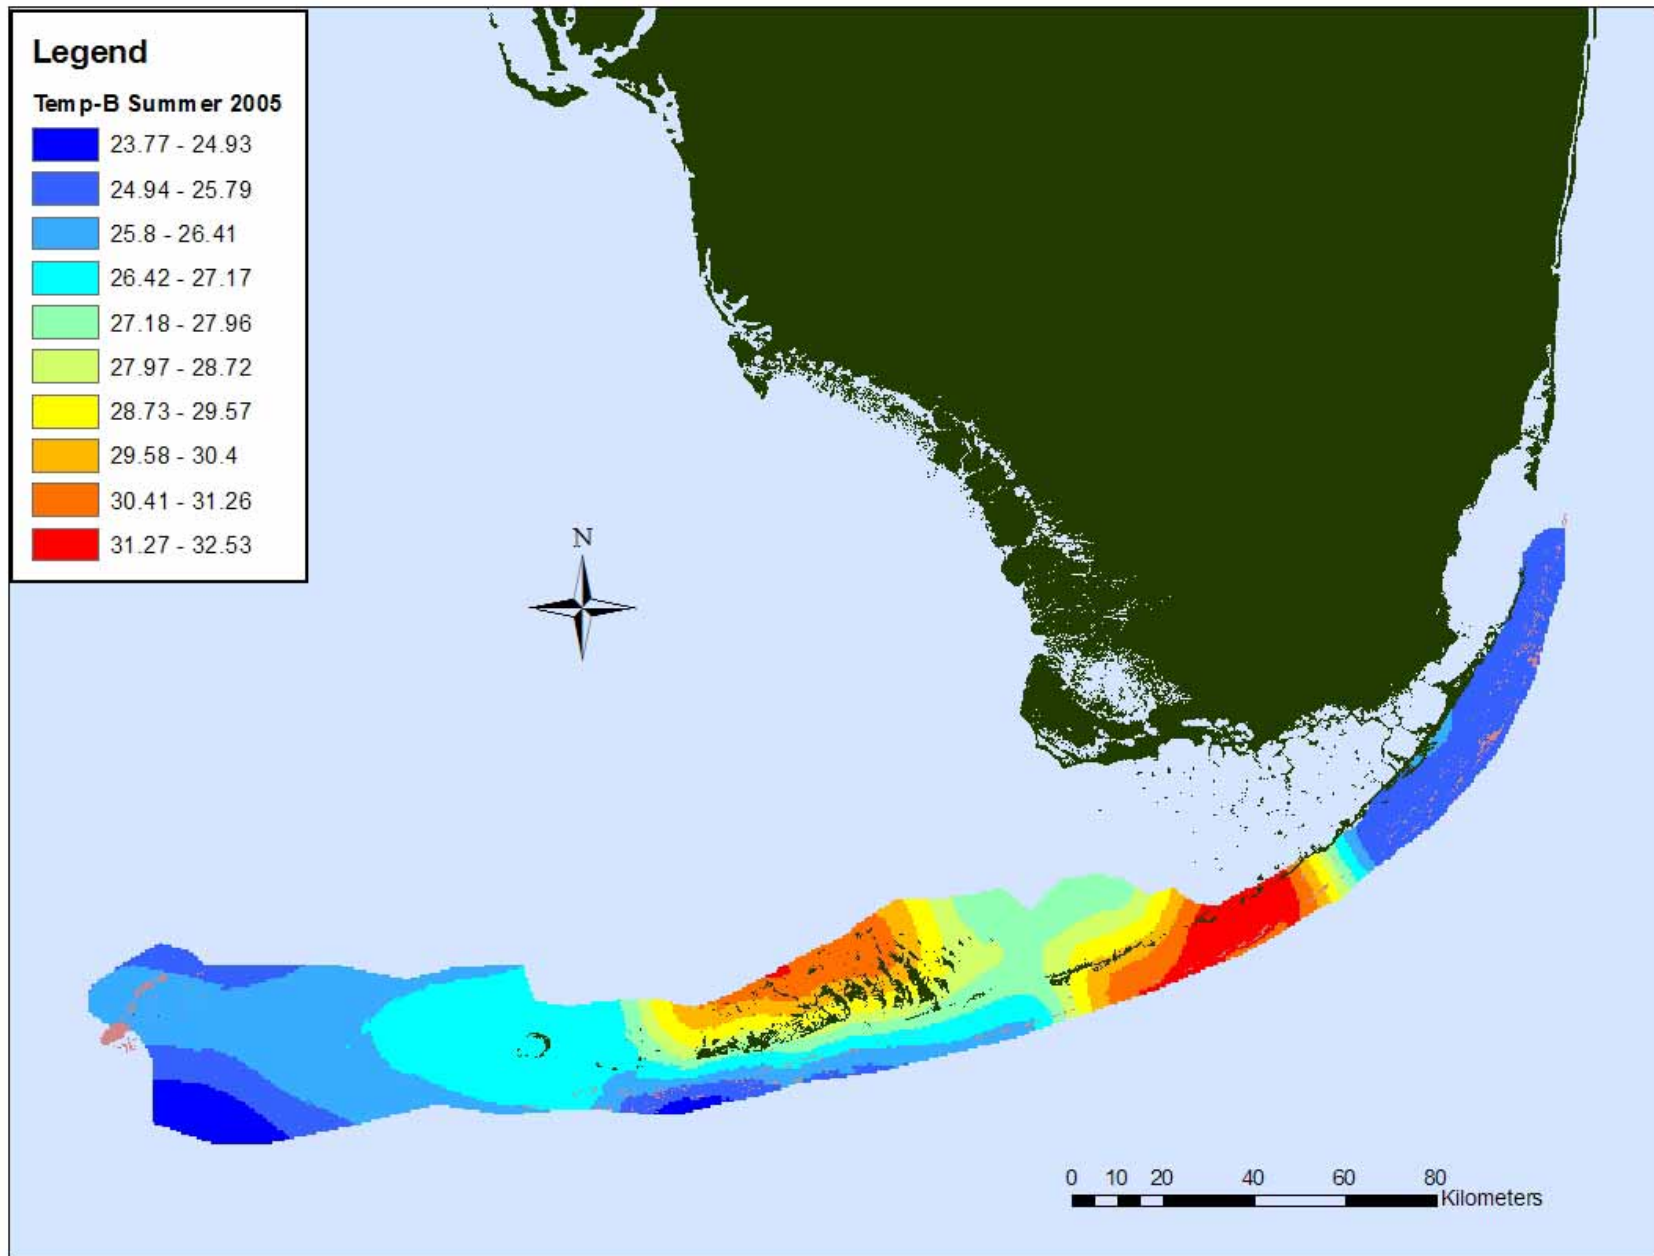 Legend
Temp-B Summer 2005
23.77 - 24.93
24.94 - 25.79
25.8 - 26.41
26.42 - 27.17
27.18 - 27.96
27.97 - 28.72
28.73 - 29.57
29.58 - 30.4
30.41 - 31.26
31.27 - 32.53
N
0 10 20 40 60 80
Kilometers